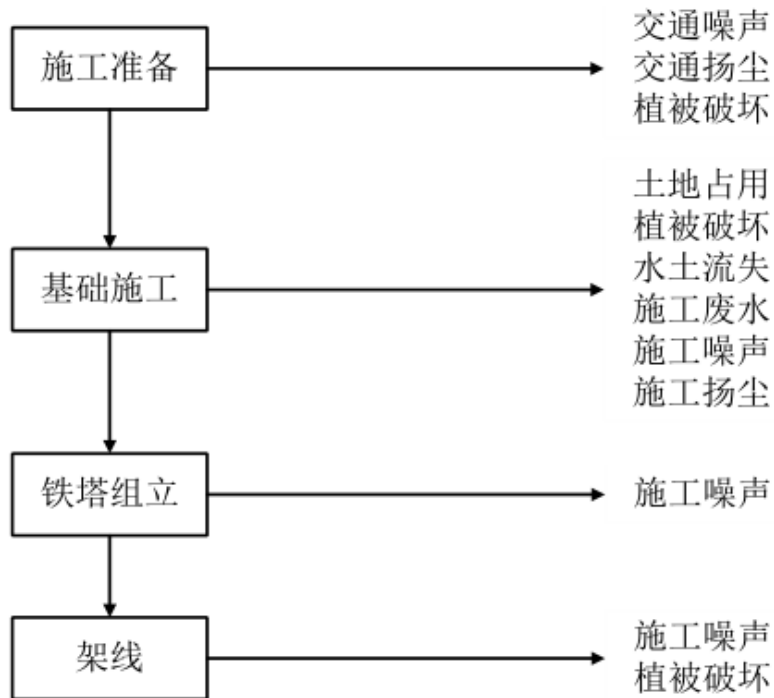 施工准备
交通噪声
交通扬尘
植被破坏
基础施工
土地占用
植被破坏
水土流失
施工废水
施工噪声
施工扬尘
铁塔组立
施工噪声
架线
施工噪声
植被破坏